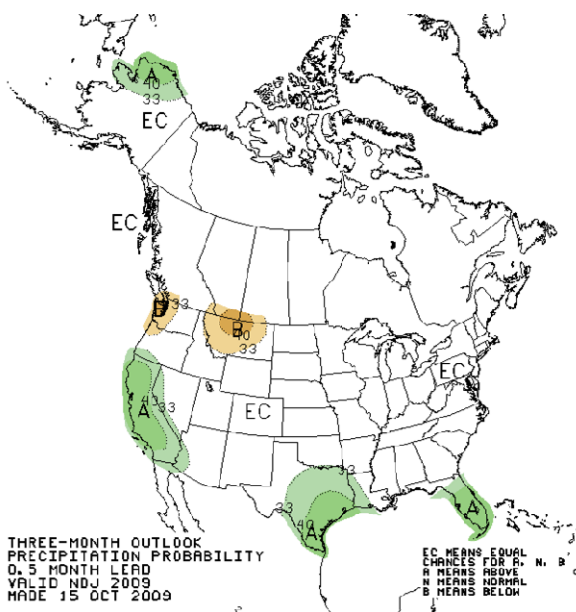 A
40
33
EC
EC
33
B
B
40
33
EC
A
40
33
EC
33
33
A
40
A
THREE-MONTH OUTLOOK
PRECIPITATION PROBABILITY
0.5 MONTH LEAD
VALID NDJ 2009
MADE 15 OCT 2009
EC MEANS EQUAL
CHANCES FOR A, N, B
A MEANS ABOVE
N MEANS NORMAL
B MEANS BELOW